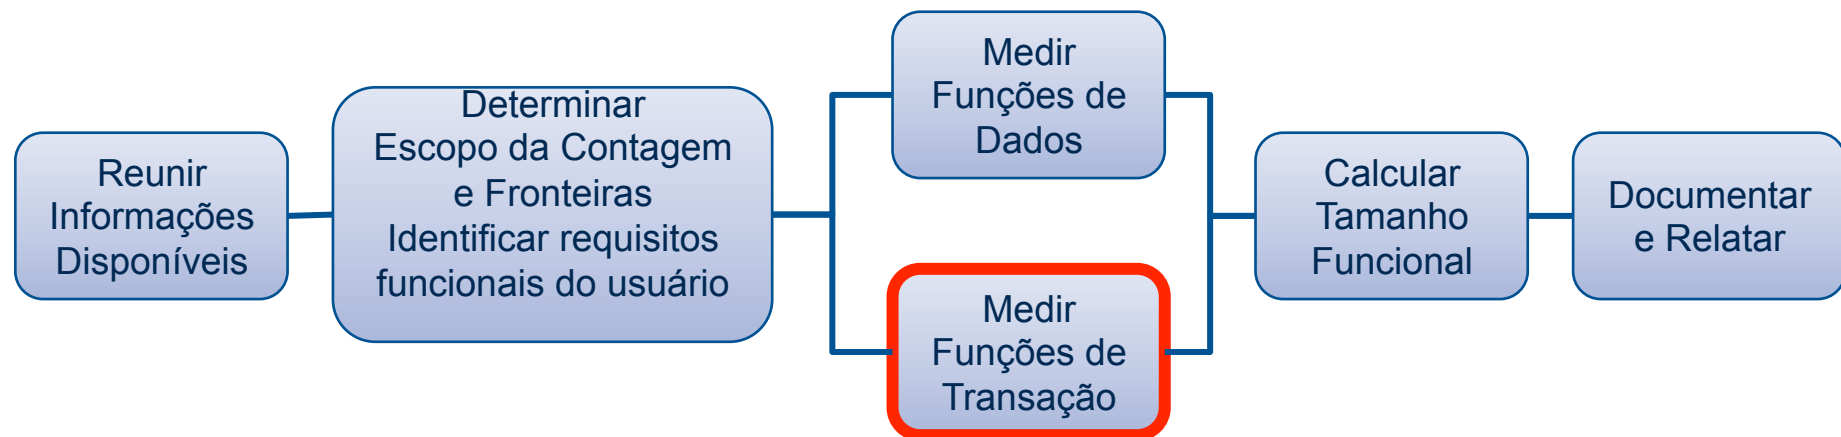 Reunir
Informações
Disponíveis
Determinar
Escopo da Contagem
e Fronteiras
Identificar requisitos
funcionais do usuário
Medir
Funções de
Dados
Medir
Funções de
Transação
Calcular
Tamanho
Funcional
Documentar
e Relatar